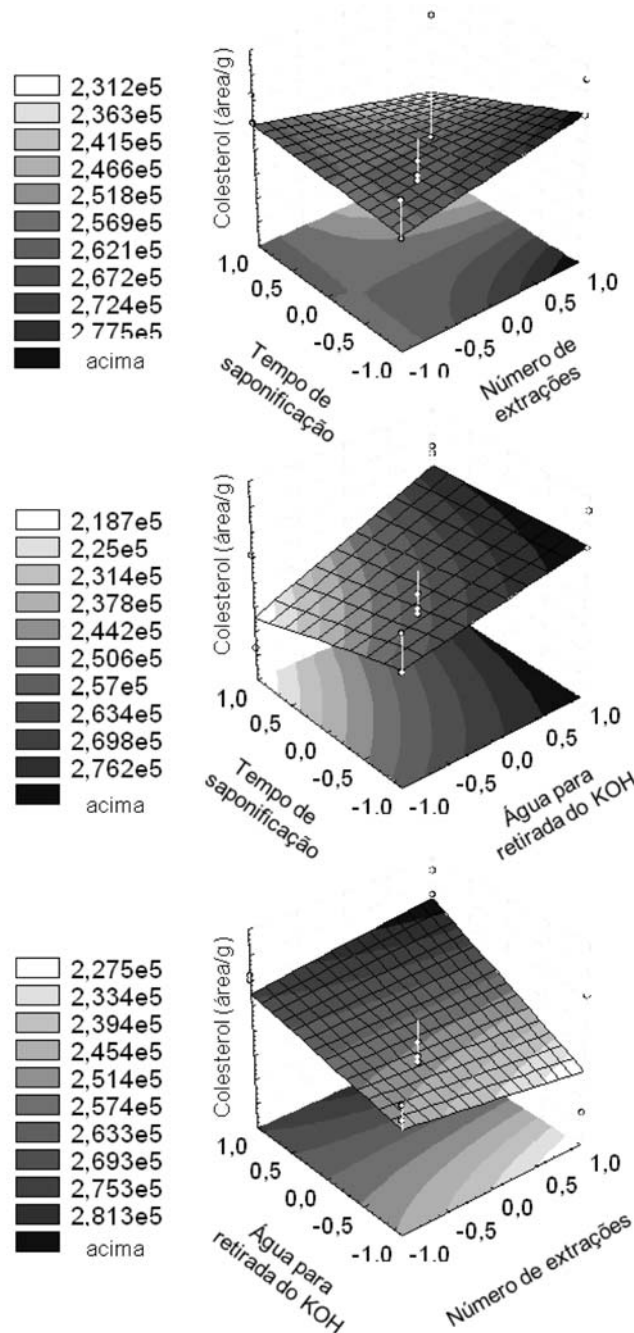 2,312e5
2,363e5
2,415e5
2,466e5
2,518e5
2,569e5
2,621e5
2,672e5
2,724e5
2,775e5
acima
Colesterol (área/g)
1,0
0,5
0,0
-0,5
-1.0
Tempo de
saponificação
-1.0
-0,5
0,0
0,5
1,0
Número de
extrações
2,187e5
2,25e5
2,314e5
2,378e5
2,442e5
2,506e5
2,57e5
2,634e5
2,698e5
2,762e5
acima
Colesterol (área/g)
1,0
0,5
0,0
-0,5
-1.0
Tempo de
saponificação
-1.0
-0,5
0,0
0,5
1,0
Água para
retirada do KOH
2,275e5
2,334e5
2,394e5
2,454e5
2,514e5
2,574e5
2,633e5
2,693e5
2,753e5
2,813e5
acima
Colesterol (área/g)
1,0
0,5
0,0
-0,5
-1.0
Água para
retirada do KOH
-1.0
-0,5
0,0
0,5
1,0
Número de extrações